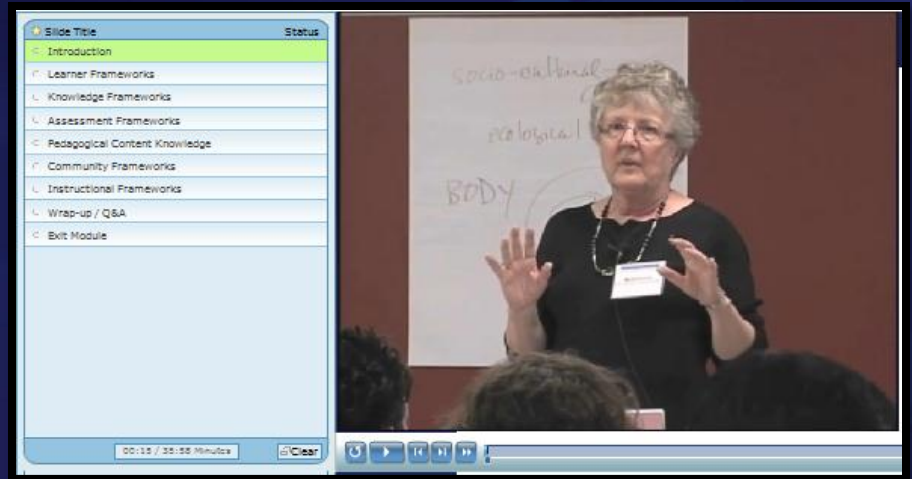 Slide Title Status
Introduction
Learner Frameworks
Knowledge Frameworks
Assessment Frameworks
Pedagogical Content Knowledge
Community Frameworks
Instructional Frameworks
Wrap-up / Q&A
Exit Module
00:15 / 35:58 Minutes Clear
socio-cultural
ecological
BODY